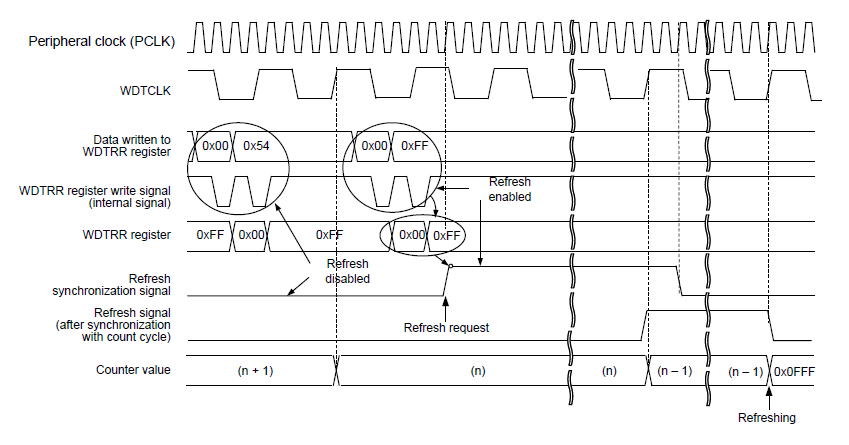 Peripheral clock (PCLK)
WDTCLK
Data written to
WDTRR register
0x00
0x54
0x00
0xFF
WDTRR register write signal
(internal signal)
Refresh
enabled
WDTRR register
0xFF
0x00
0xFF
0x00
0xFF
Refresh
disabled
Refresh
synchronization signal
Refresh signal
(after synchronization
with count cycle)
Refresh request
Counter value
(n + 1)
(n)
(n)
(n – 1)
(n – 1)
0x0FFF
Refreshing